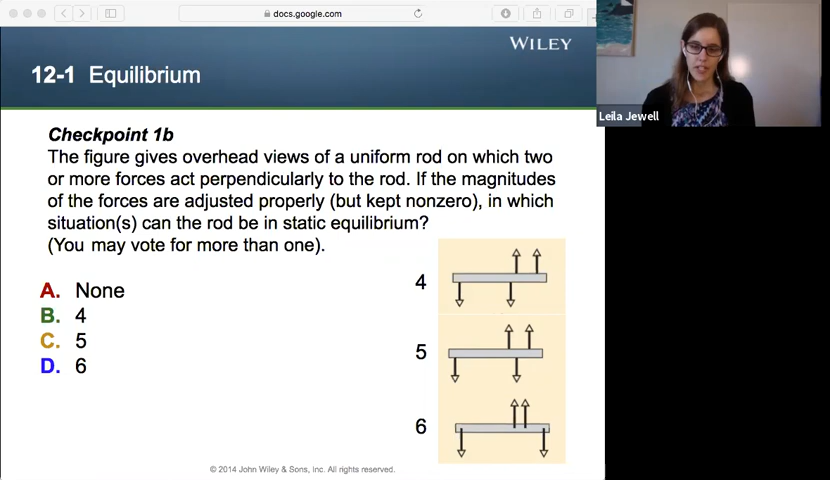 docs.google.com
WILEY
12-1 Equilibrium
Leila Jewell
Checkpoint 1b
The figure gives overhead views of a uniform rod on which two
or more forces act perpendicularly to the rod. If the magnitudes
of the forces are adjusted properly (but kept nonzero), in which
situation(s) can the rod be in static equilibrium?
(You may vote for more than one).
A. None
B. 4
C. 5
D. 6
4
5
6
© 2014 John Wiley & Sons, Inc. All rights reserved.